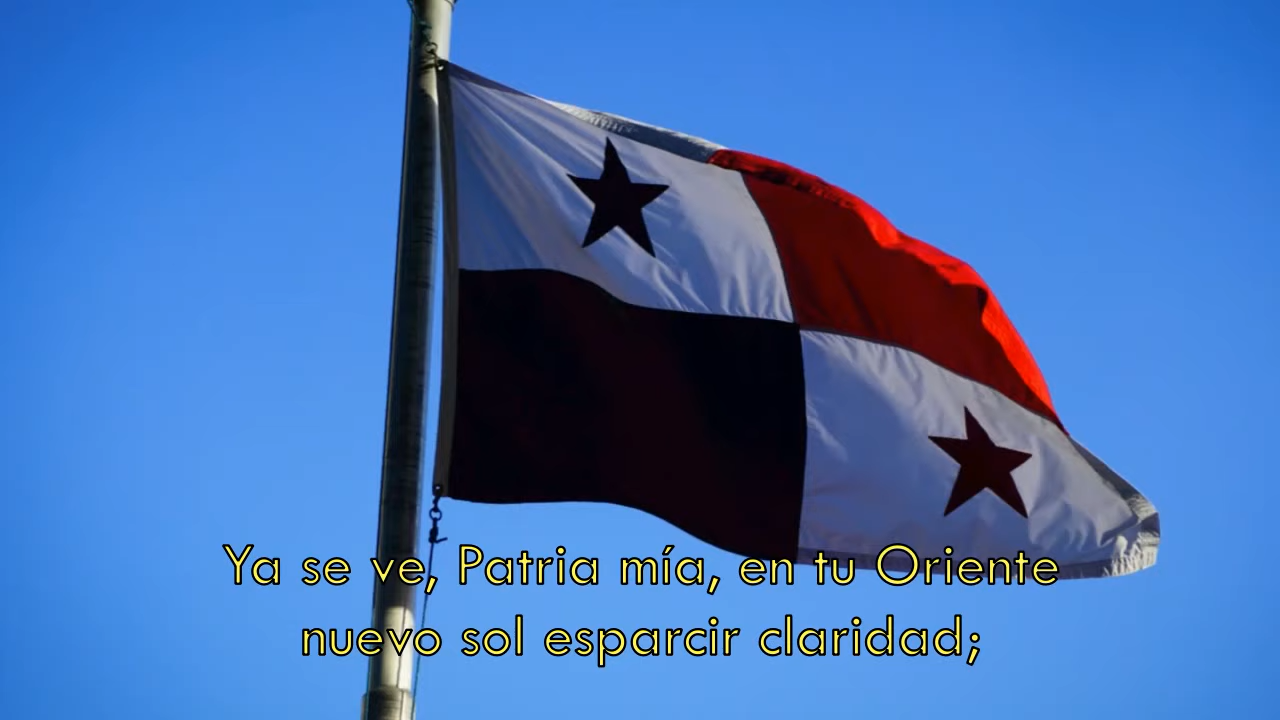 Ya se ve, Patria mía, en tu Oriente
nuevo sol esparcir claridad;